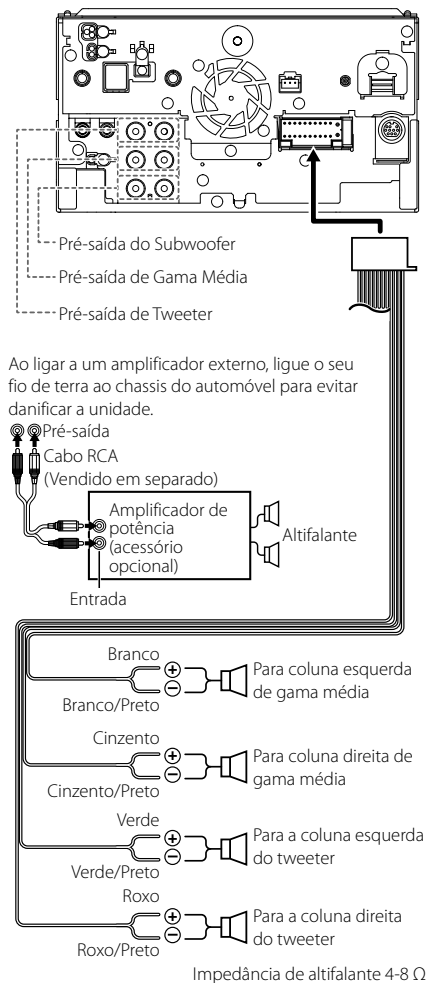 Pré-saída do Subwoofer
Pré-saída de Gama Média
Pré-saída de Tweeter
Ao ligar a um amplificador externo, ligue o seu
fio de terra ao chassis do automóvel para evitar
danificar a unidade.
Pré-saída
Cabo RCA
(Vendido em separado)
Amplificador de
potência
(acessório
opcional)
Altifalante
Entrada
Branco
Branco/Preto
Para coluna esquerda
de gama média
Cinzento
Cinzento/Preto
Para coluna direita de
gama média
Verde
Verde/Preto
Para a coluna esquerda
do tweeter
Roxo
Roxo/Preto
Para a coluna direita
do tweeter
Impedância de altifalante 4-8 Ω